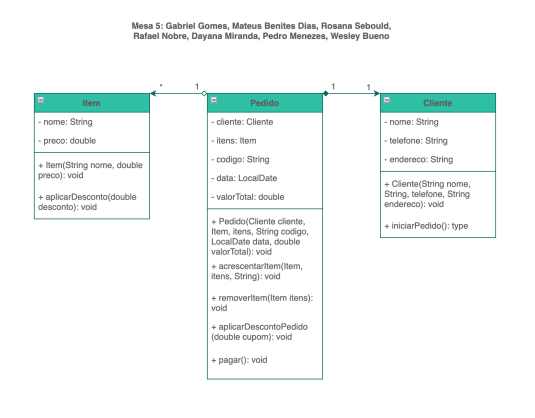 Mesa 5: Gabriel Gomes, Mateus Benites Dias, Rosana Sebould,
Rafael Nobre, Dayana Miranda, Pedro Menezes, Wesley Bueno
* 1 1 1
Item
- nome: String
- preco: double
+ Item(String nome, double
preco): void
+ aplicarDesconto(double
desconto): void
Pedido
- cliente: Cliente
- itens: Item
- codigo: String
- data: LocalDate
- valorTotal: double
+ Pedido(Cliente cliente,
Item, itens, String codigo,
LocalDate data, double
valorTotal): void
+ acrescentarItem(Item,
itens, String): void
+ removerItem(Item itens):
void
+ aplicarDescontoPedido
(double cupom): void
+ pagar(): void
Cliente
- nome: String
- telefone: String
- endereco: String
+ Cliente(String nome,
String, telefone, String
endereco): void
+ iniciarPedido(): type